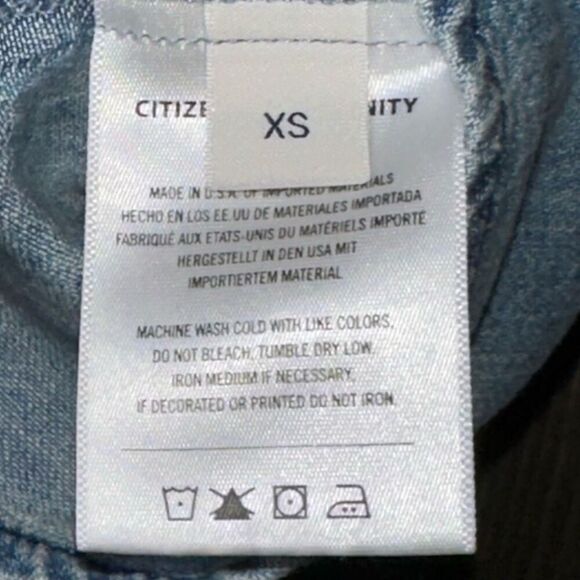 CITIZE NITY
XS
MADE IN U.S.A. OF IMPORTED MATERIALS
HECHO EN LOS EE.UU DE MATERIALES IMPORTADA
FABRIQUÉ AUX ETATS-UNIS DU MATÉRIELS IMPORTÉ
HERGESTELLT IN DEN USA MIT
IMPORTIERTEM MATERIAL
MACHINE WASH COLD WITH LIKE COLORS.
DO NOT BLEACH, TUMBLE DRY LOW.
IRON MEDIUM IF NECESSARY.
IF DECORATED OR PRINTED DO NOT IRON.